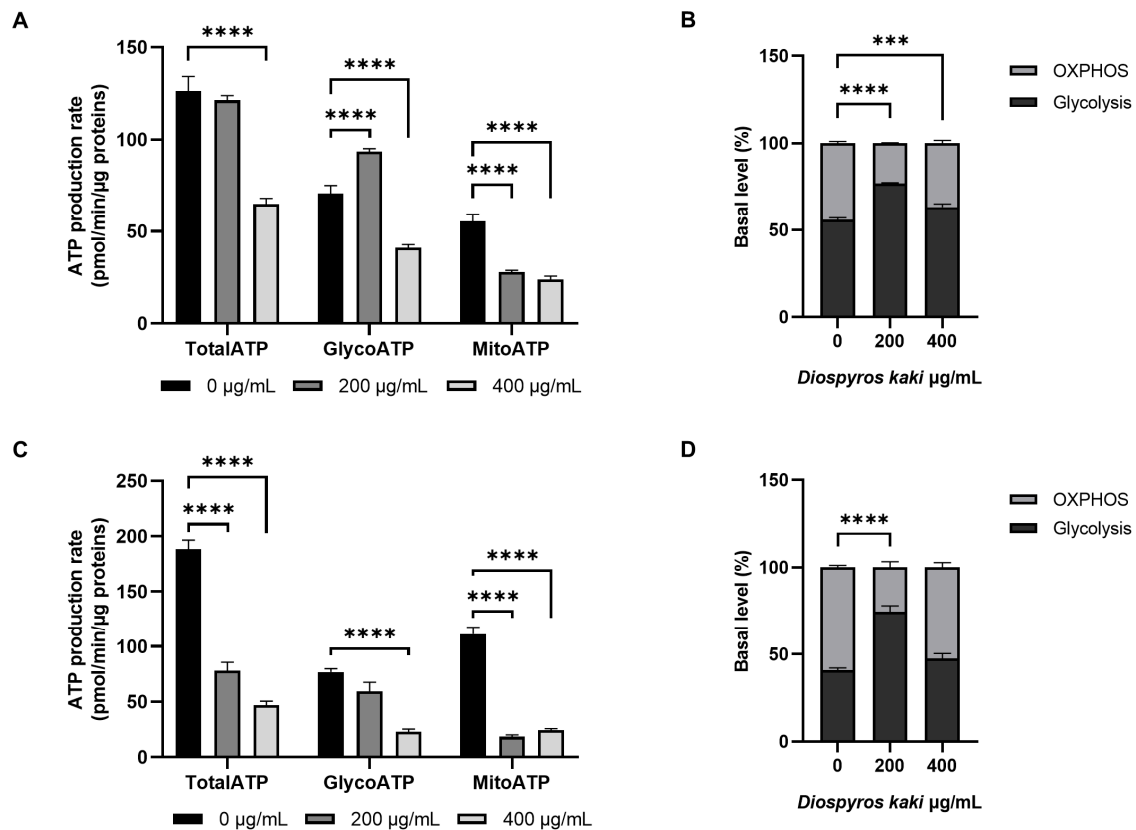 A
ATP production rate
(pmol/min/µg proteins)
150
100
50
0
****
****
****
****
****
TotalATP
GlycoATP
MitoATP
0 µg/mL
200 µg/mL
400 µg/mL
B
Basal level (%)
150
100
50
0
***
****
OXPHOS
Glycolysis
0
200
400
Diospyros kaki µg/mL
C
ATP production rate
(pmol/min/µg proteins)
250
200
150
100
50
0
****
****
****
****
****
TotalATP
GlycoATP
MitoATP
0 µg/mL
200 µg/mL
400 µg/mL
D
Basal level (%)
150
100
50
0
****
OXPHOS
Glycolysis
0
200
400
Diospyros kaki µg/mL